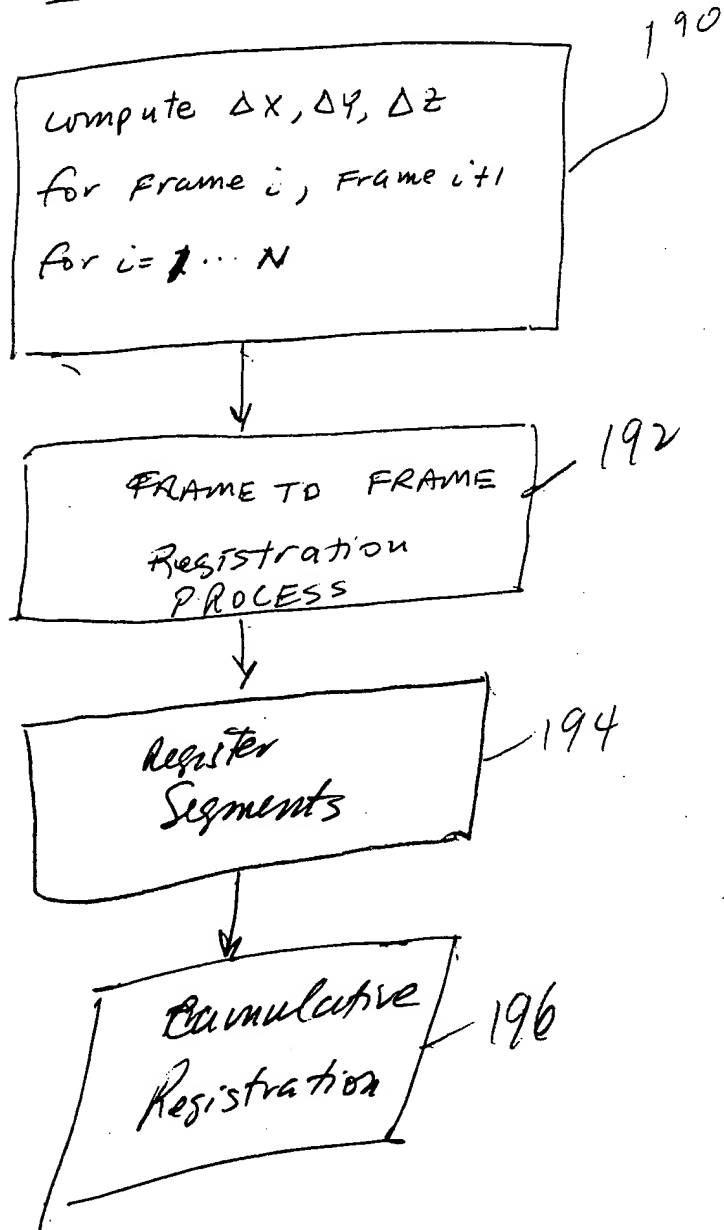 190
compute ΔX, ΔY, ΔZ
for Frame i, Frame i+1
for i= 1 ... N
192
FRAME TO FRAME
Registration
PROCESS
194
Register
Segments
196
Cumulative
Registration